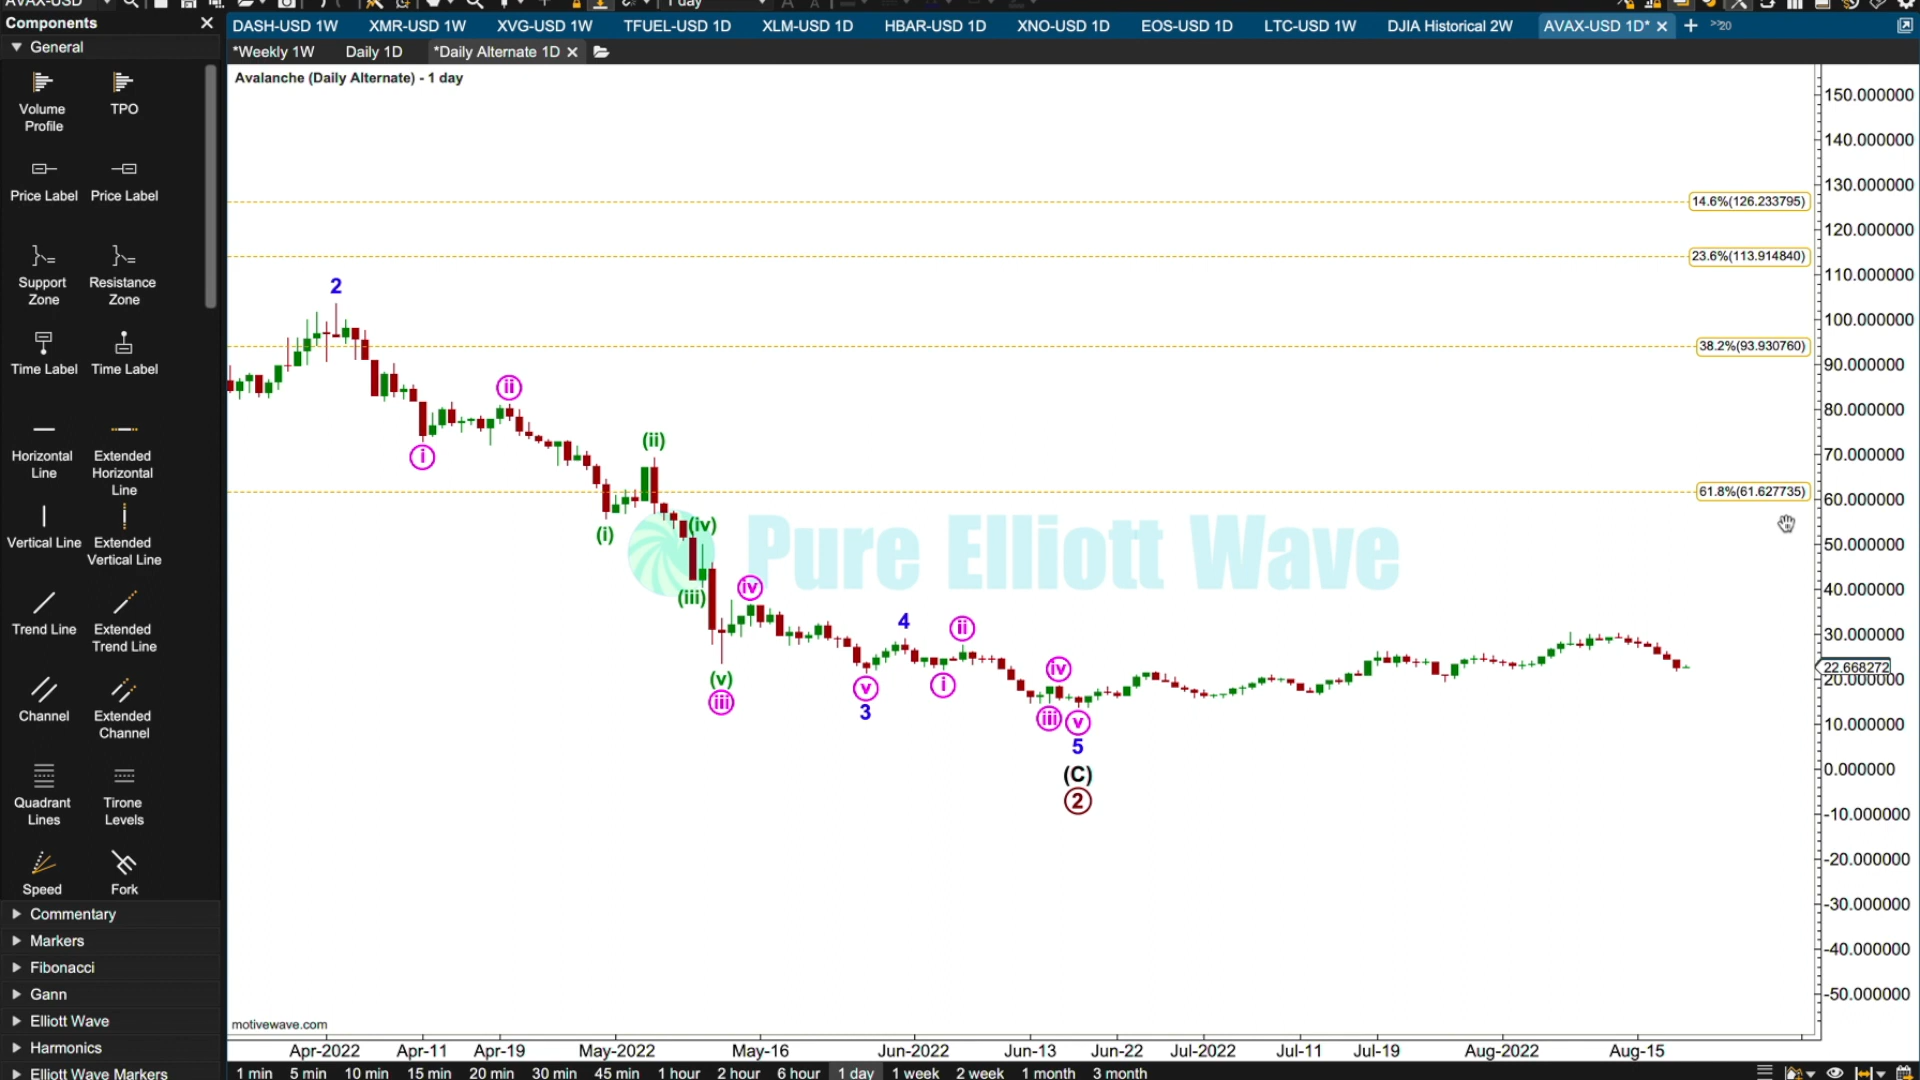 AVAX-USD
1 day
Components
General
Volume Profile
TPO
Price Label
Price Label
Support Zone
Resistance Zone
Time Label
Time Label
Horizontal Line
Extended Horizontal Line
Vertical Line
Extended Vertical Line
Trend Line
Extended Trend Line
Channel
Extended Channel
Quadrant Lines
Tirone Levels
Speed
Fork
Commentary
Markers
Fibonacci
Gann
Elliott Wave
Harmonics
Elliott Wave Markers
DASH-USD 1W
XMR-USD 1W
XVG-USD 1W
TFUEL-USD 1D
XLM-USD 1D
HBAR-USD 1D
XNO-USD 1D
EOS-USD 1D
LTC-USD 1W
DJIA Historical 2W
AVAX-USD 1D*
20
*Weekly 1W
Daily 1D
*Daily Alternate 1D
Avalanche (Daily Alternate) - 1 day
14.6%(126.233795)
23.6%(113.914840)
38.2%(93.930760)
61.8%(61.627735)
2
i
ii
(i)
(ii)
(iii)
(iv)
(v)
iii
iv
v
3
4
i
ii
iii
iv
v
5
(C)
2
Pure Elliott Wave
motivewave.com
150.000000
140.000000
130.000000
120.000000
110.000000
100.000000
90.000000
80.000000
70.000000
60.000000
50.000000
40.000000
30.000000
22.668272
20.000000
10.000000
0.000000
-10.000000
-20.000000
-30.000000
-40.000000
-50.000000
Apr-2022 Apr-11 Apr-19 May-2022 May-16 Jun-2022 Jun-13 Jun-22 Jul-2022 Jul-11 Jul-19 Aug-2022 Aug-15
1 min 5 min 10 min 15 min 20 min 30 min 45 min 1 hour 2 hour 6 hour 1 day 1 week 2 week 1 month 3 month